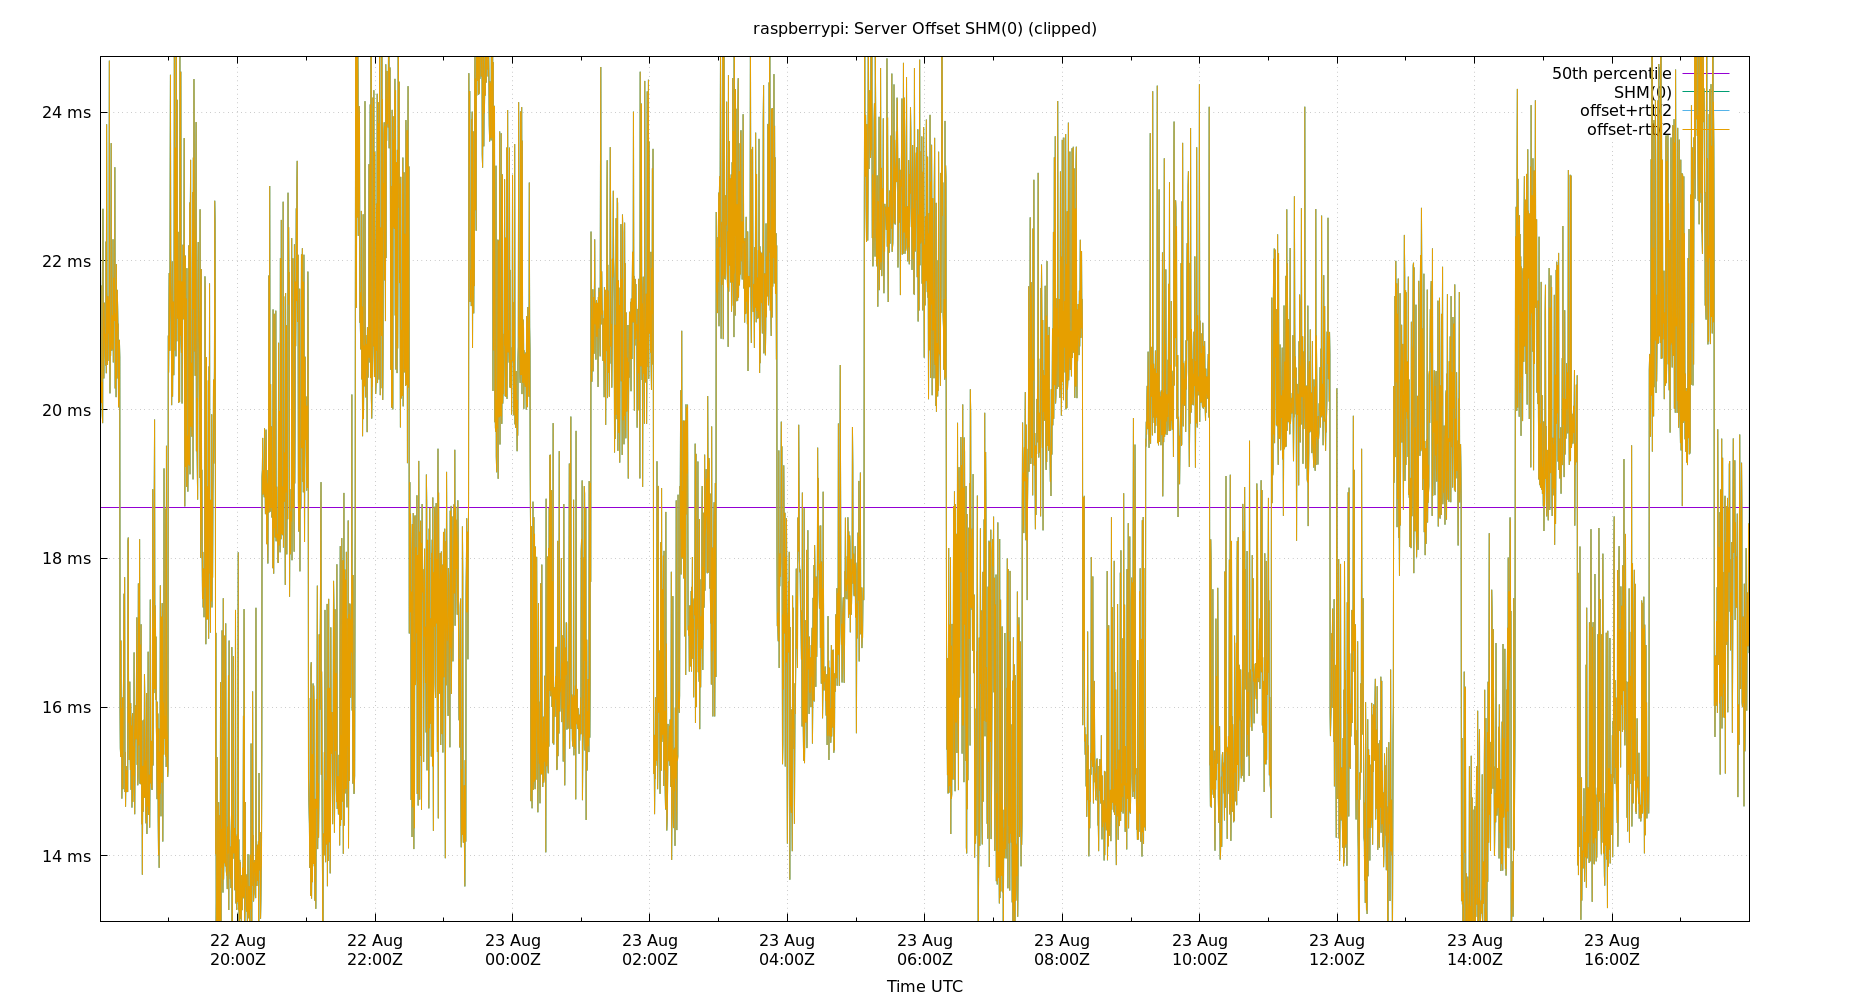 raspberrypi: Server Offset SHM(0) (clipped)
50th percentile
SHM(0)
offset+rtt/2
offset-rtt/2
24 ms
22 ms
20 ms
18 ms
16 ms
14 ms
22 Aug 22 Aug 23 Aug 23 Aug 23 Aug 23 Aug 23 Aug 23 Aug 23 Aug 23 Aug 23 Aug
20:00Z 22:00Z 00:00Z 02:00Z 04:00Z 06:00Z 08:00Z 10:00Z 12:00Z 14:00Z 16:00Z
Time UTC